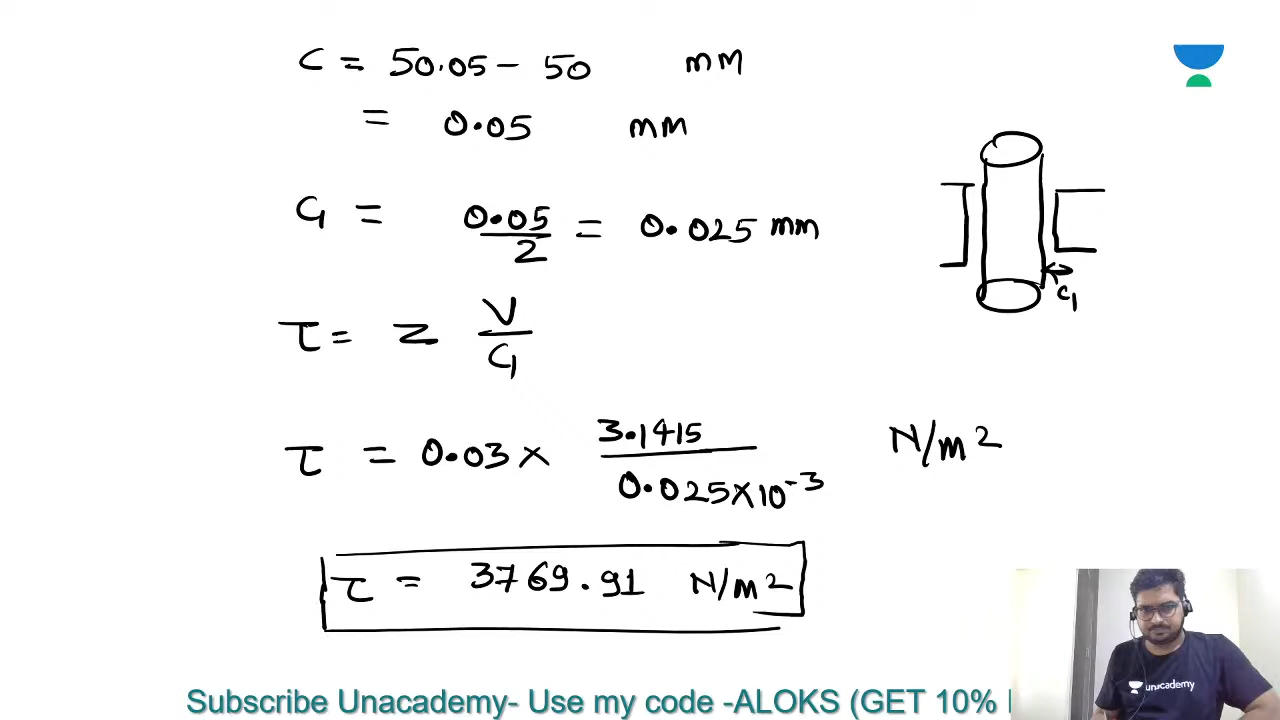 C = 50.05 - 50 mm
= 0.05 mm
C1 = 0.05/2 = 0.025 mm
τ = z V/C1
C1
τ = 0.03 × 3.1415/0.025×10⁻³ N/m²
τ = 3769.91 N/m²
unacademy
Subscribe Unacademy- Use my code -ALOKS (GET 10%